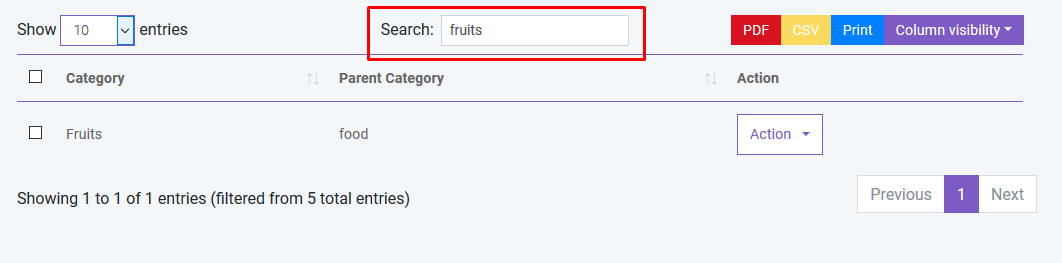 Show 10 entries Search: fruits PDF CSV Print Column visibility
Category Parent Category Action
Fruits food Action
Showing 1 to 1 of 1 entries (filtered from 5 total entries) Previous 1 Next